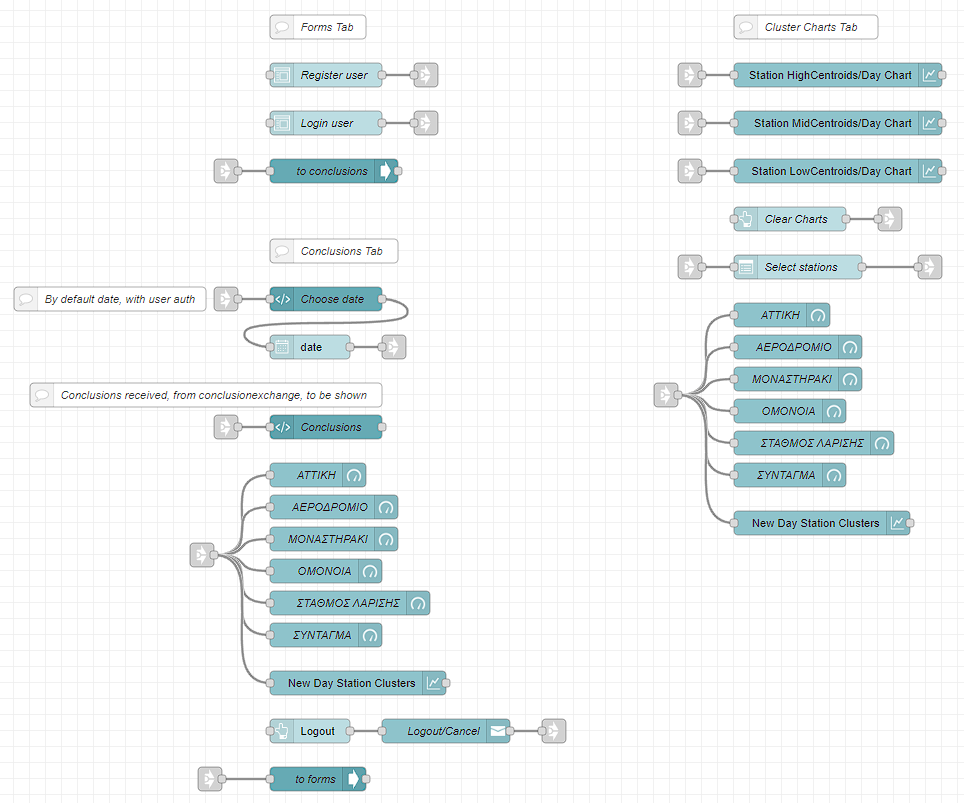 Forms Tab
Register user
Login user
to conclusions
Conclusions Tab
By default date, with user auth
Choose date
date
Conclusions received, from conclusionexchange, to be shown
Conclusions
ΑΤΤΙΚΗ
ΑΕΡΟΔΡΟΜΙΟ
ΜΟΝΑΣΤΗΡΑΚΙ
ΟΜΟΝΟΙΑ
ΣΤΑΘΜΟΣ ΛΑΡΙΣΗΣ
ΣΥΝΤΑΓΜΑ
New Day Station Clusters
Logout
Logout/Cancel
to forms
Cluster Charts Tab
Station HighCentroids/Day Chart
Station MidCentroids/Day Chart
Station LowCentroids/Day Chart
Clear Charts
Select stations
ΑΤΤΙΚΗ
ΑΕΡΟΔΡΟΜΙΟ
ΜΟΝΑΣΤΗΡΑΚΙ
ΟΜΟΝΟΙΑ
ΣΤΑΘΜΟΣ ΛΑΡΙΣΗΣ
ΣΥΝΤΑΓΜΑ
New Day Station Clusters